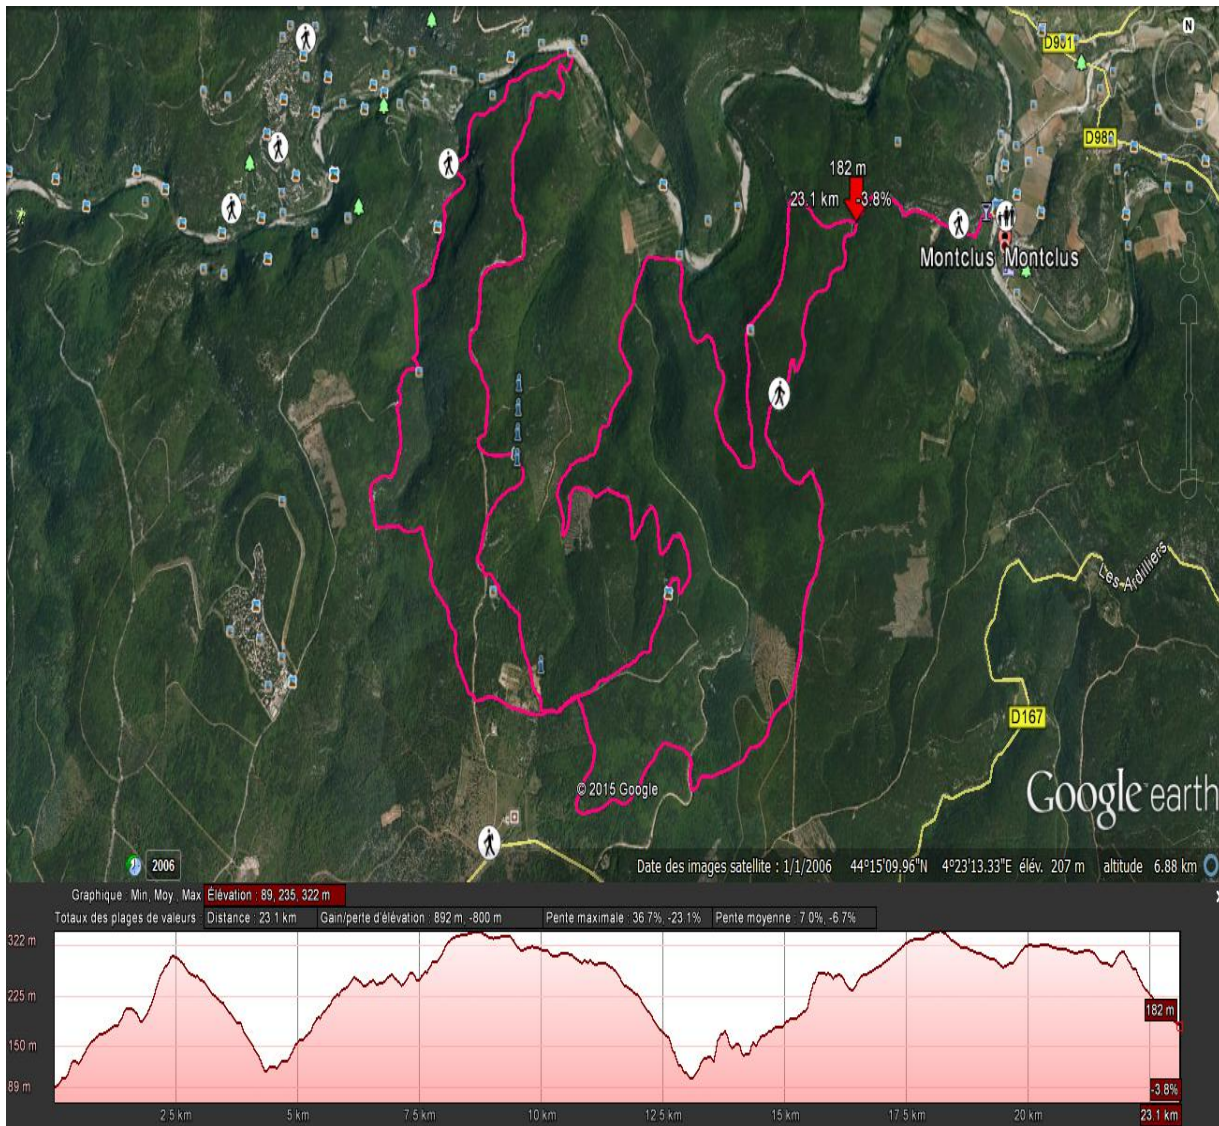 N
D901
D980
182 m
23.1 km -3.8%
Montclus Montclus
Les Ardilliers
D167
© 2015 Google
Google earth
2006
Date des images satellite : 1/1/2006 44°15'09.96"N 4°23'13.33"E élév. 207 m altitude 6.88 km
Graphique : Min, Moy, Max Élévation : 89, 235, 322 m
Totaux des plages de valeurs : Distance : 23.1 km Gain/perte d'élévation : 892 m, -800 m Pente maximale : 36.7%, -23.1% Pente moyenne : 7.0%, -6.7%
322 m
225 m
182 m
150 m
89 m
-3.8%
2.5 km 5 km 7.5 km 10 km 12.5 km 15 km 17.5 km 20 km 23.1 km